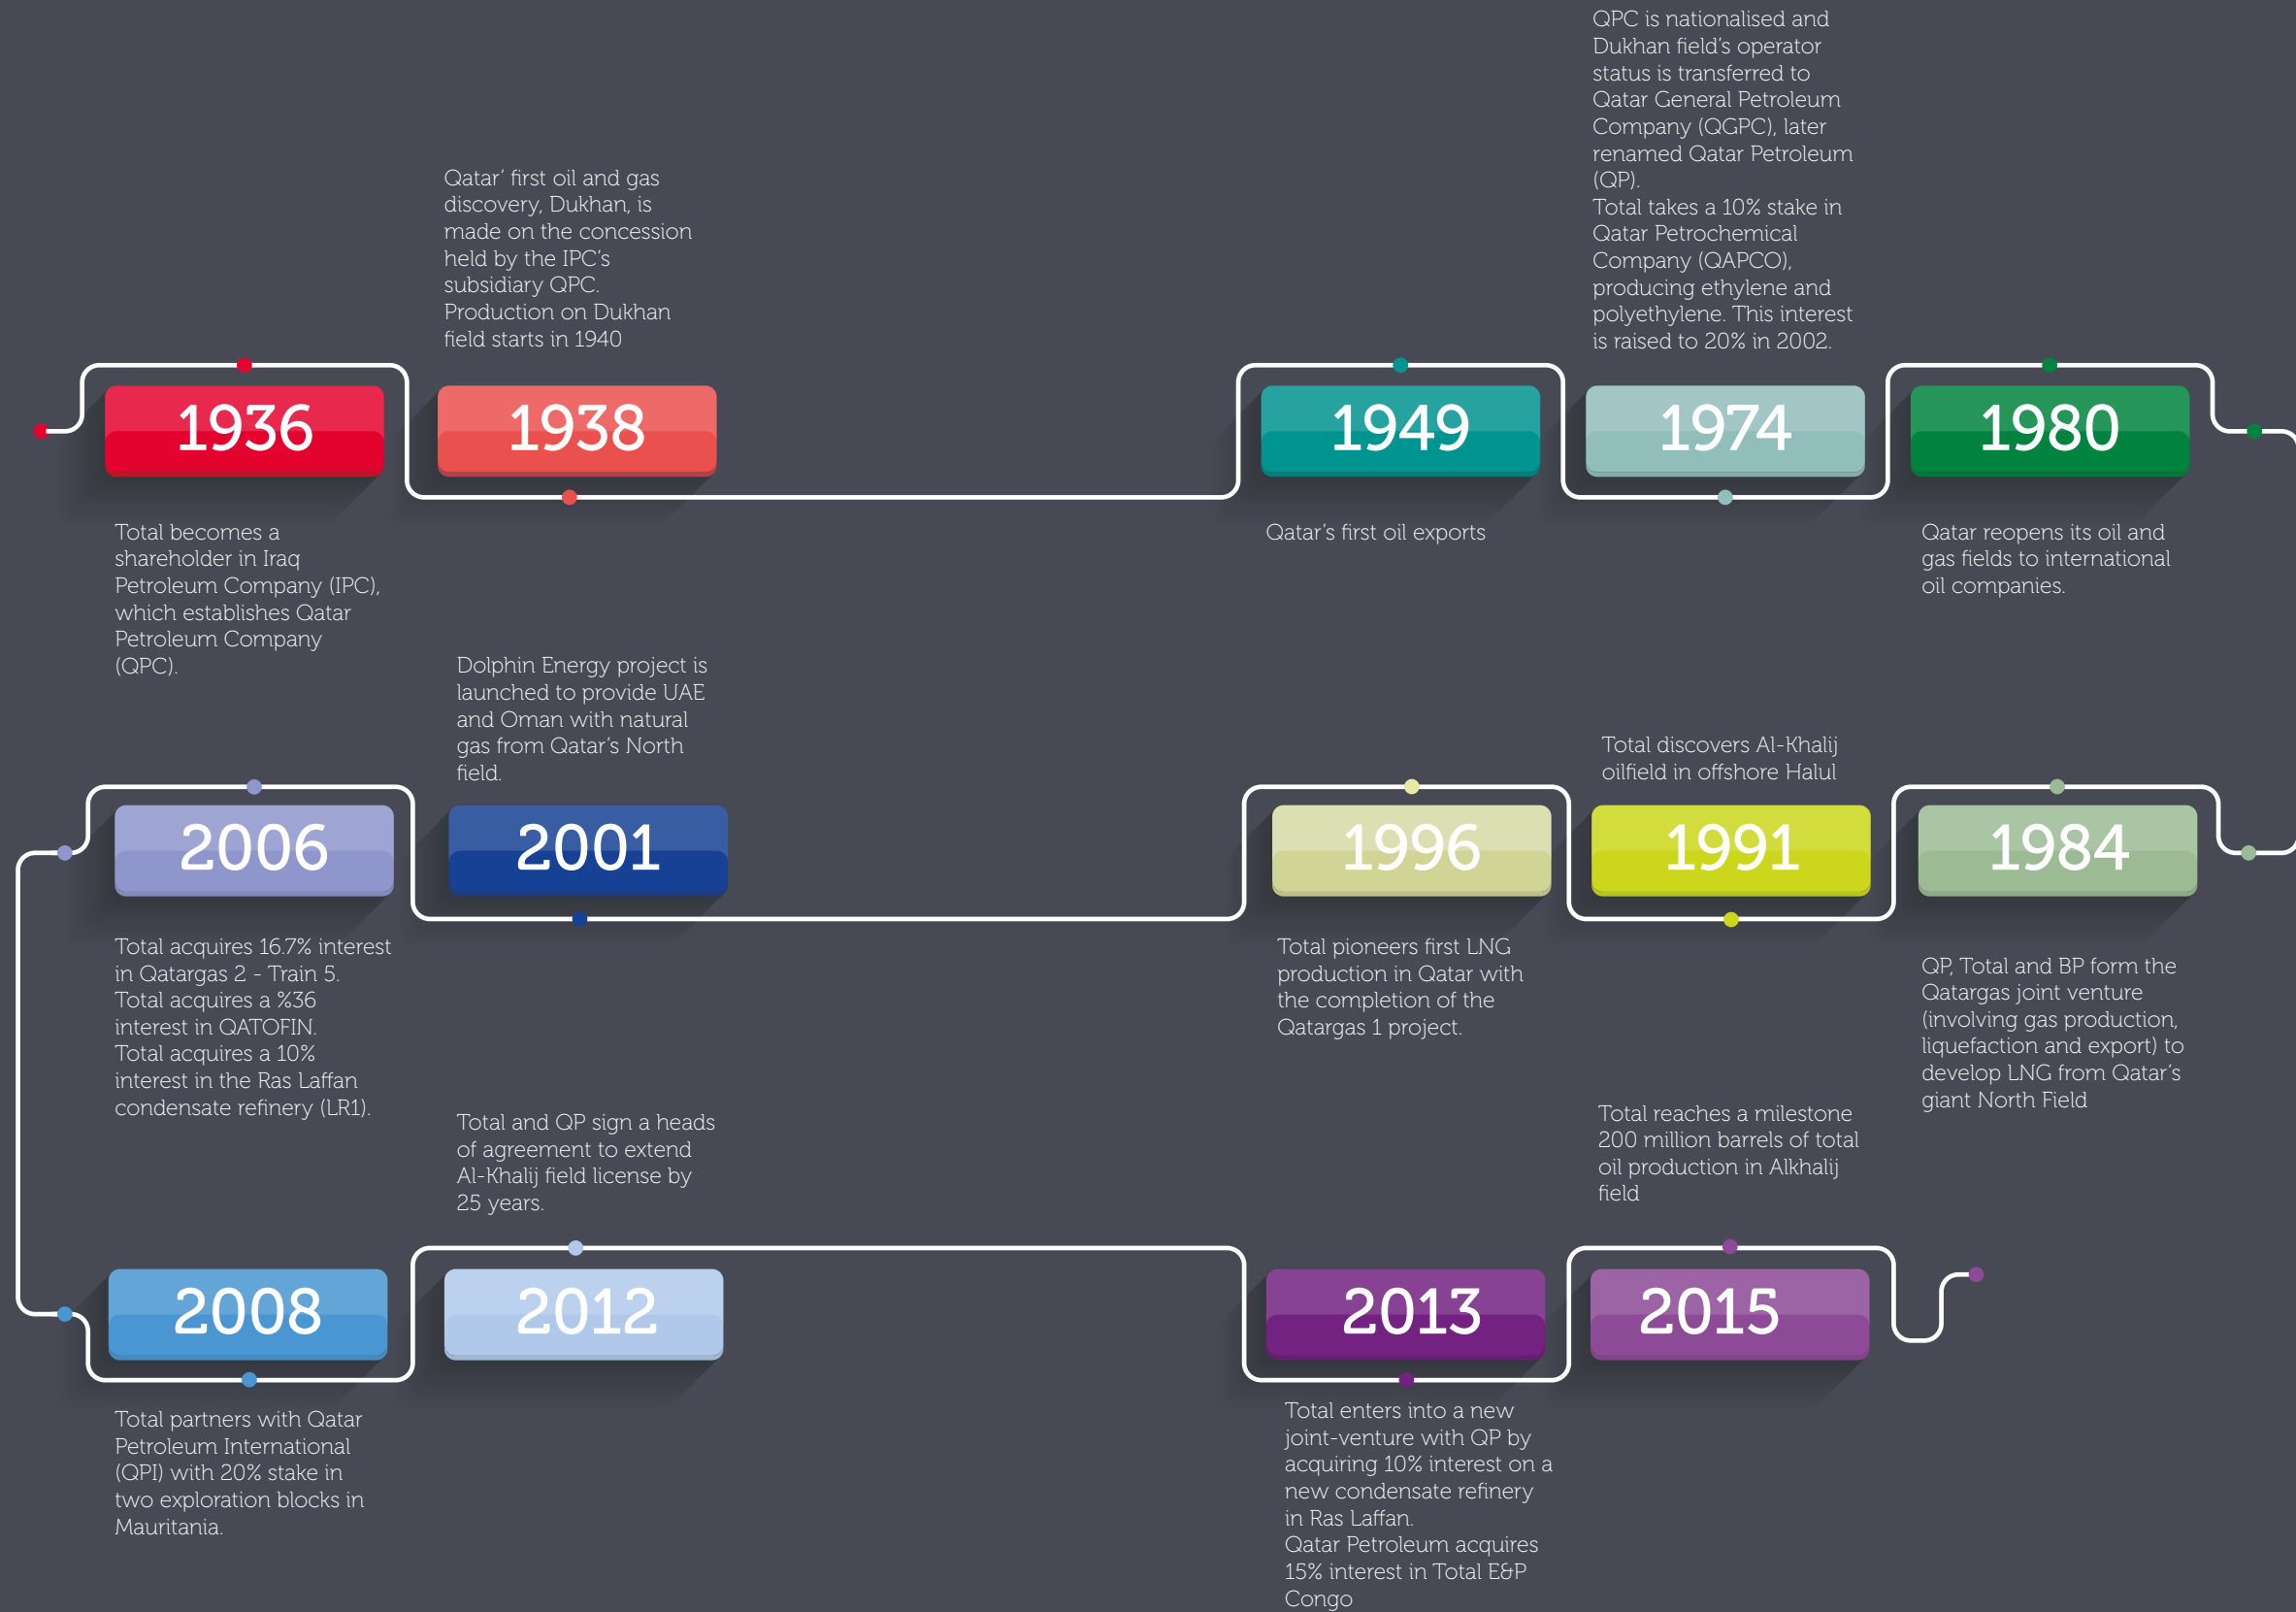 1936
Total becomes a
shareholder in Iraq
Petroleum Company (IPC),
which establishes Qatar
Petroleum Company
(QPC).
Qatar’ first oil and gas
discovery, Dukhan, is
made on the concession
held by the IPC’s
subsidiary QPC.
Production on Dukhan
field starts in 1940
1938
1949
Qatar’s first oil exports
QPC is nationalised and
Dukhan field’s operator
status is transferred to
Qatar General Petroleum
Company (QGPC), later
renamed Qatar Petroleum
(QP).
Total takes a 10% stake in
Qatar Petrochemical
Company (QAPCO),
producing ethylene and
polyethylene. This interest
is raised to 20% in 2002.
1974
1980
Qatar reopens its oil and
gas fields to international
oil companies.
1984
QP, Total and BP form the
Qatargas joint venture
(involving gas production,
liquefaction and export) to
develop LNG from Qatar’s
giant North Field
Total discovers Al-Khalij
oilfield in offshore Halul
1991
1996
Total pioneers first LNG
production in Qatar with
the completion of the
Qatargas 1 project.
Dolphin Energy project is
launched to provide UAE
and Oman with natural
gas from Qatar’s North
field.
2001
2006
Total acquires 16.7% interest
in Qatargas 2 - Train 5.
Total acquires a %36
interest in QATOFIN.
Total acquires a 10%
interest in the Ras Laffan
condensate refinery (LR1).
2008
Total partners with Qatar
Petroleum International
(QPI) with 20% stake in
two exploration blocks in
Mauritania.
Total and QP sign a heads
of agreement to extend
Al-Khalij field license by
25 years.
2012
2013
Total enters into a new
joint-venture with QP by
acquiring 10% interest on a
new condensate refinery
in Ras Laffan.
Qatar Petroleum acquires
15% interest in Total E&P
Congo
Total reaches a milestone
200 million barrels of total
oil production in Alkhalij
field
2015